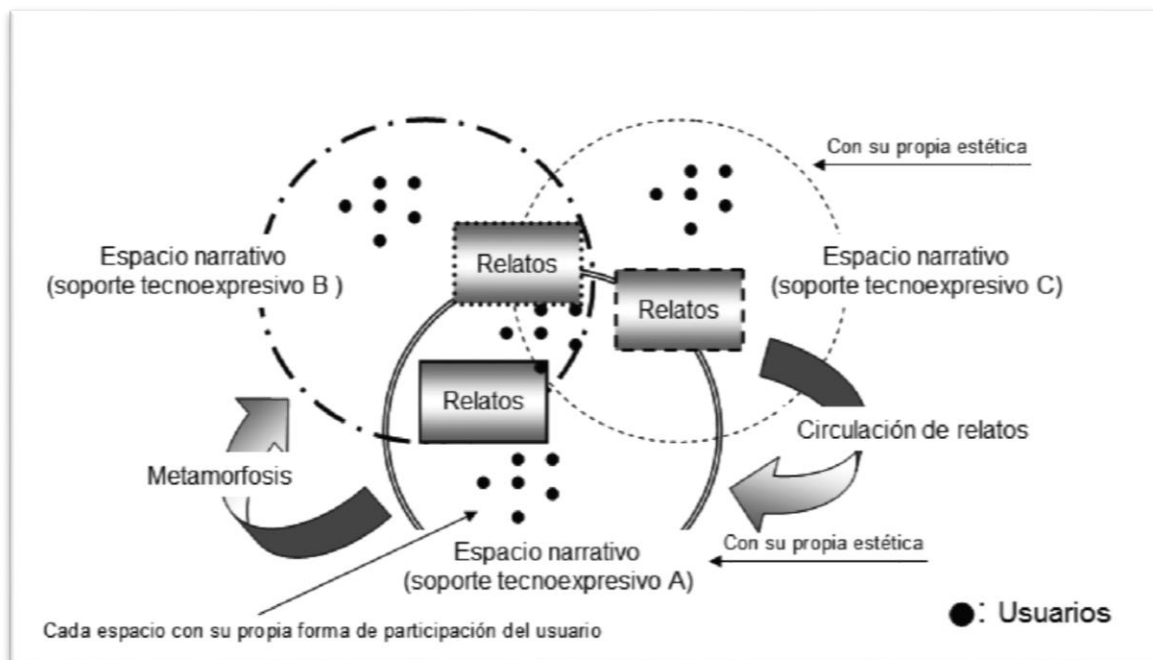 Con su propia estética
Relatos
Espacio narrativo
(soporte tecnoexpresivo B )
Espacio narrativo
(soporte tecnoexpresivo C)
Relatos
Relatos
Circulación de relatos
Metamorfosis
Con su propia estética
Espacio narrativo
(soporte tecnoexpresivo A)
: Usuarios
Cada espacio con su propia forma de participación del usuario